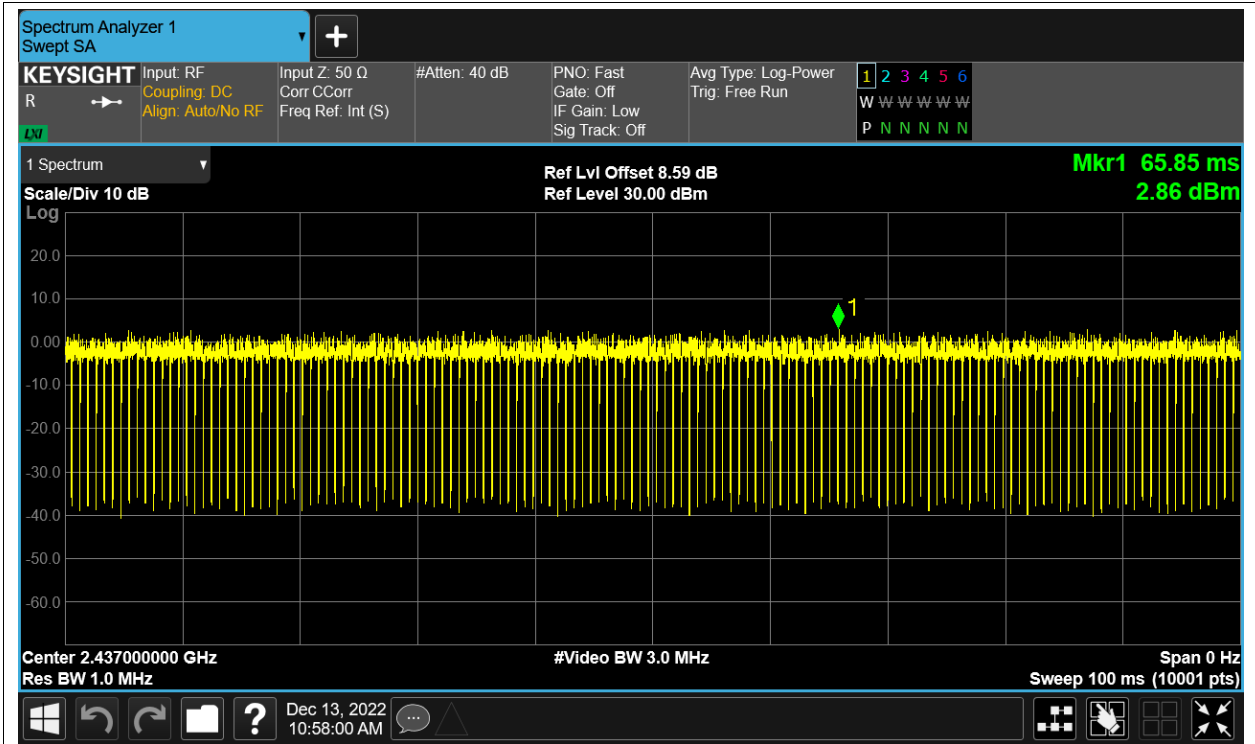 Spectrum Analyzer 1
Swept SA
+
KEYSIGHT Input: RF Input Z: 50 Ω #Atten: 40 dB PNO: Fast Avg Type: Log-Power 1 2 3 4 5 6
R Coupling: DC Corr CCorr Gate: Off Trig: Free Run W W W W W W
Align: Auto/No RF Freq Ref: Int (S) IF Gain: Low
LXI Sig Track: Off P N N N N N
1 Spectrum Ref Lvl Offset 8.59 dB Mkr1 65.85 ms
Scale/Div 10 dB Ref Level 30.00 dBm 2.86 dBm
Log
20.0
10.0
1
0.00
-10.0
-20.0
-30.0
-40.0
-50.0
-60.0
Center 2.437000000 GHz #Video BW 3.0 MHz Span 0 Hz
Res BW 1.0 MHz Sweep 100 ms (10001 pts)
? Dec 13, 2022
10:58:00 AM